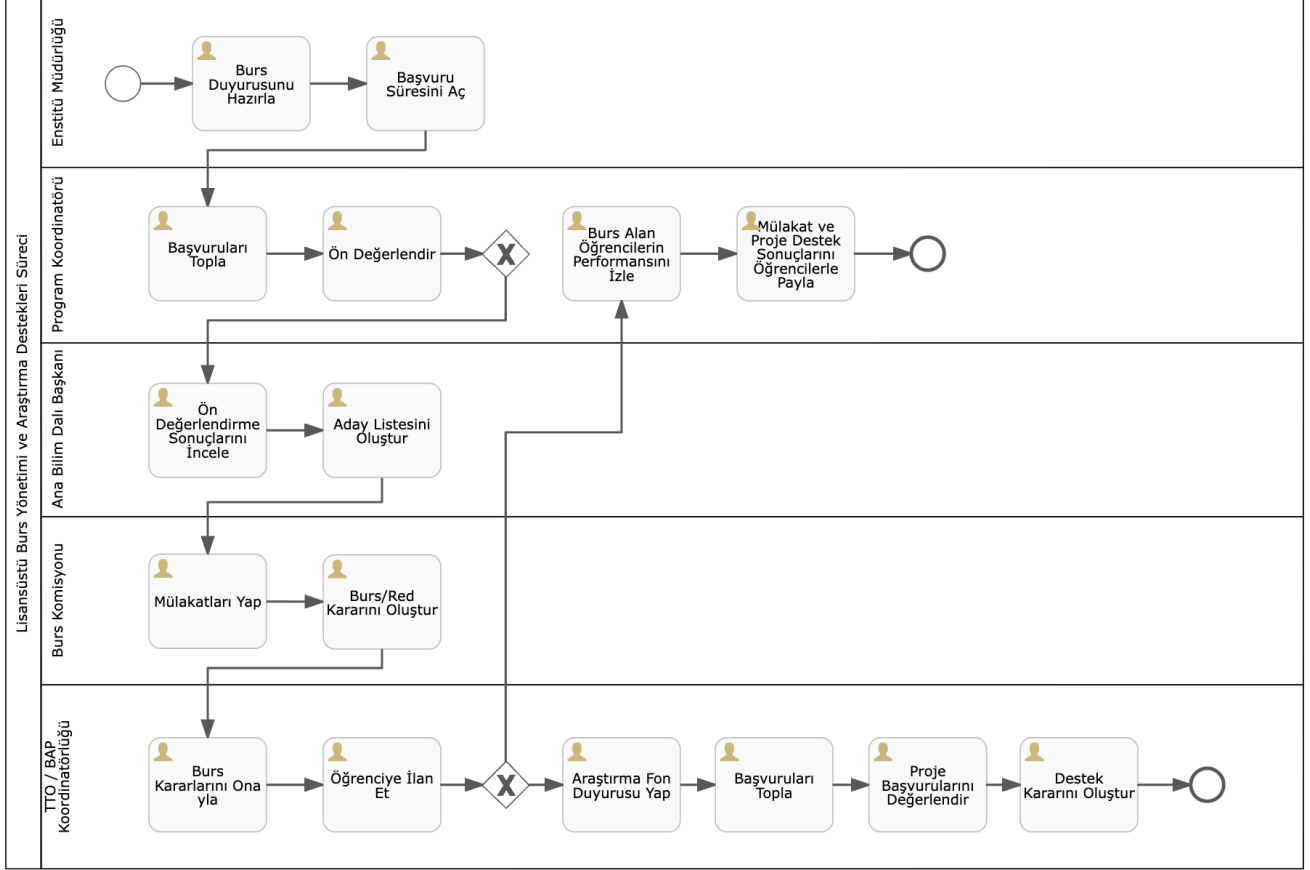 Lisansüstü Burs Yönetimi ve Araştırma Destekleri Süreci
Enstitü Müdürlüğü
Burs
Duyurusunu
Hazırla
Başvuru
Süresini Aç
Program Koordinatörü
Başvuruları
Topla
Ön Değerlendir
X
Burs Alan
Öğrencilerin
Performansını
İzle
Mülakat ve
Proje Destek
Sonuçlarını
Öğrencilerle
Payla
Ana Bilim Dalı Başkanı
Ön
Değerlendirme
Sonuçlarını
İncele
Aday Listesini
Oluştur
Burs Komisyonu
Mülakatları Yap
Burs/Red
Kararını Oluştur
TTO / BAP
Koordinatörlüğü
Burs
Kararlarını Ona
yla
Öğrenciye İlan
Et
X
Araştırma Fon
Duyurusu Yap
Başvuruları
Topla
Proje
Başvurularını
Değerlendir
Destek
Kararını Oluştur